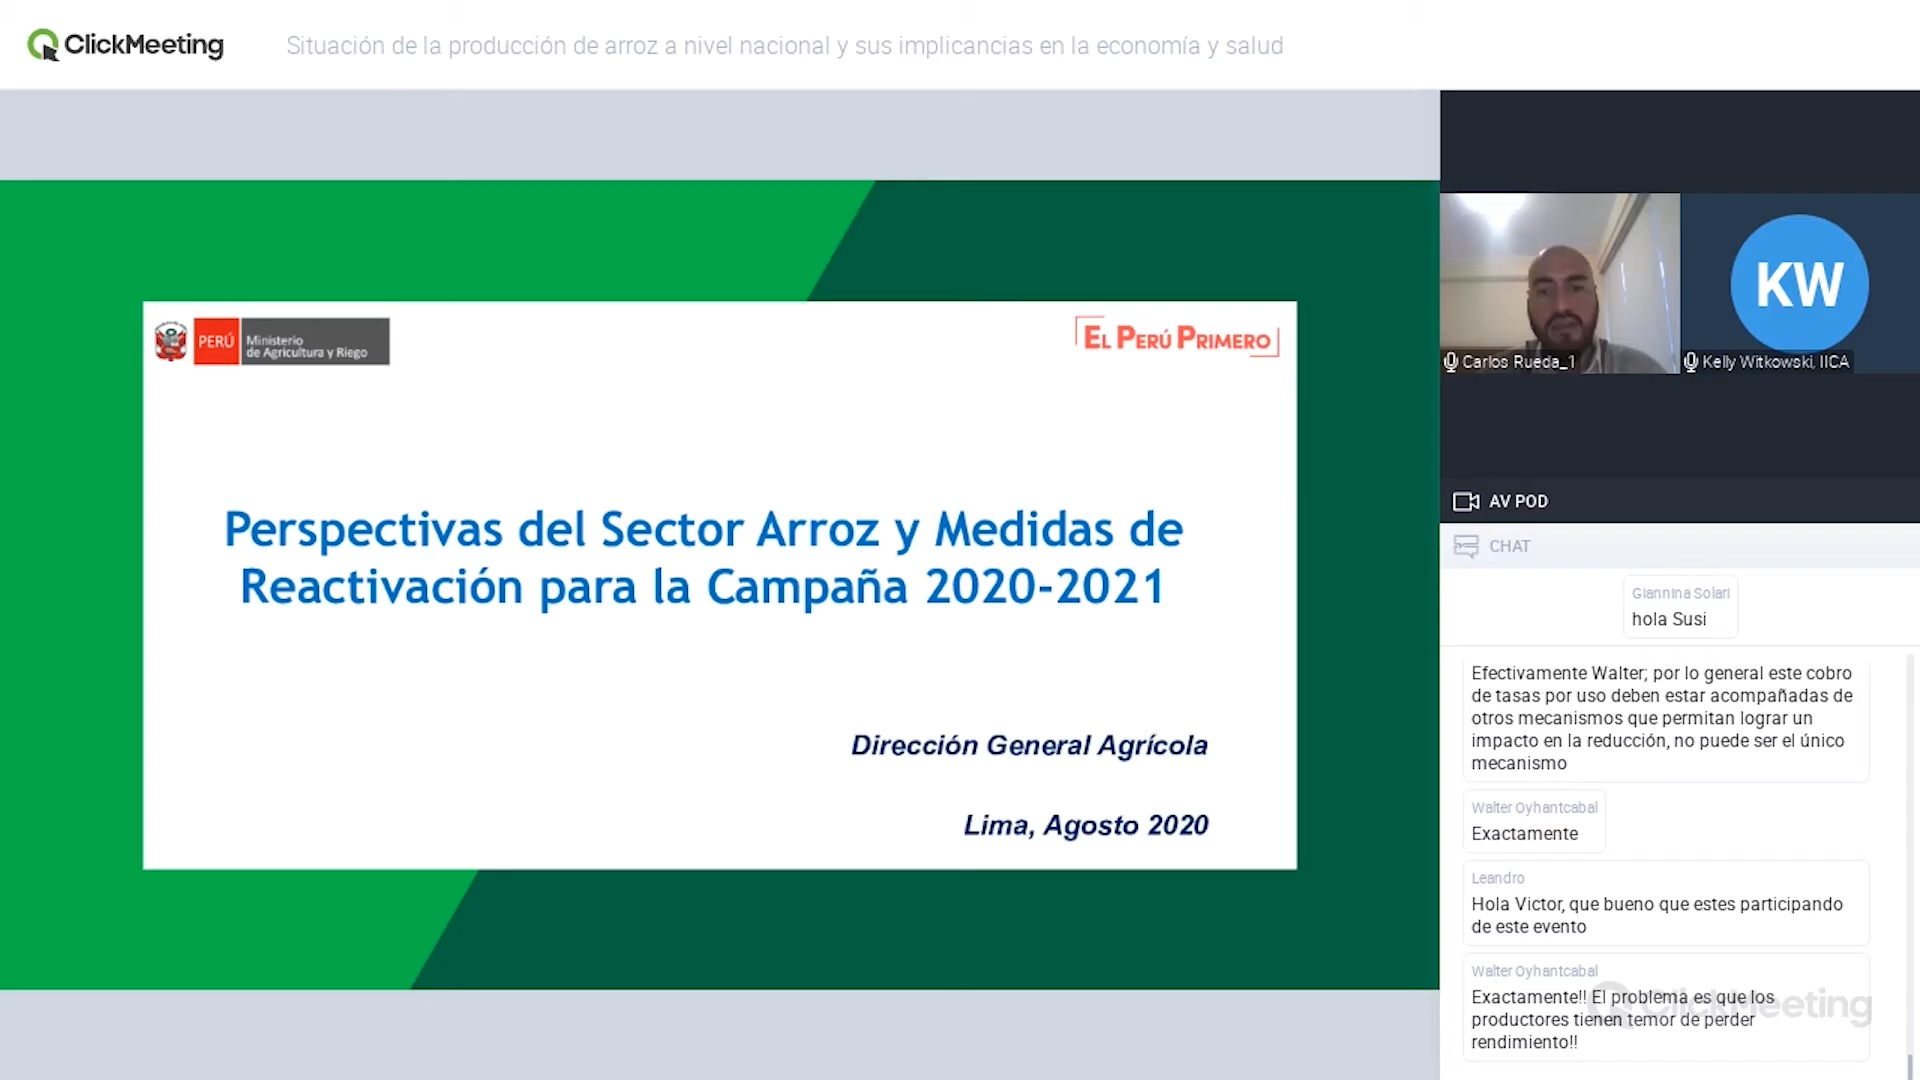 ClickMeeting
Situación de la producción de arroz a nivel nacional y sus implicancias en la economía y salud
PERÚ
Ministerio
de Agricultura y Riego
EL PERÚ PRIMERO
Perspectivas del Sector Arroz y Medidas de
Reactivación para la Campaña 2020-2021
Dirección General Agrícola
Lima, Agosto 2020
KW
Carlos Rueda_1
Kelly Witkowski, IICA
AV POD
CHAT
Giannina Solari
hola Susi
Efectivamente Walter; por lo general este cobro
de tasas por uso deben estar acompañadas de
otros mecanismos que permitan lograr un
impacto en la reducción, no puede ser el único
mecanismo
Walter Oyhantcabal
Exactamente
Leandro
Hola Victor, que bueno que estes participando
de este evento
Walter Oyhantcabal
Exactamente!! El problema es que los
productores tienen temor de perder
rendimiento!!
ClickMeeting